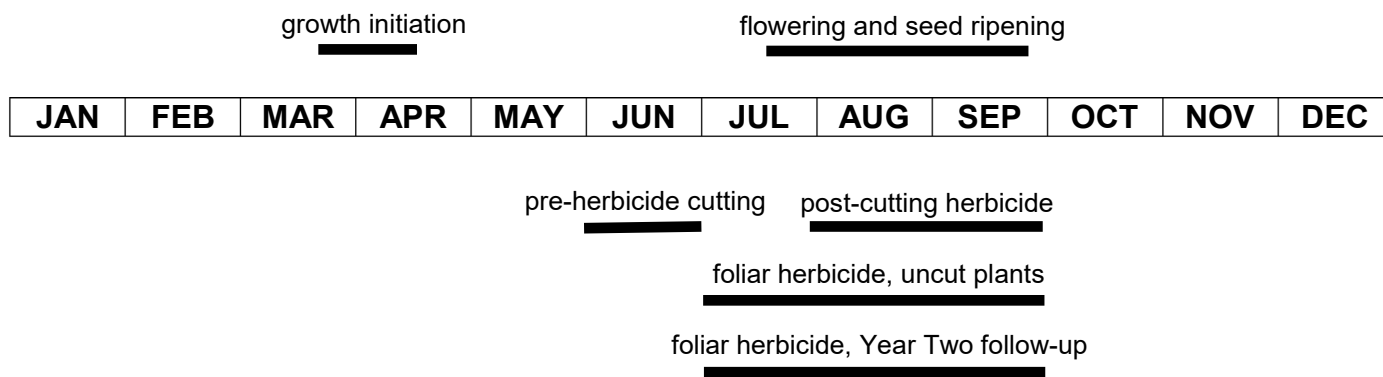 growth initiation flowering and seed ripening
JAN FEB MAR APR MAY JUN JUL AUG SEP OCT NOV DEC
pre-herbicide cutting post-cutting herbicide
foliar herbicide, uncut plants
foliar herbicide, Year Two follow-up